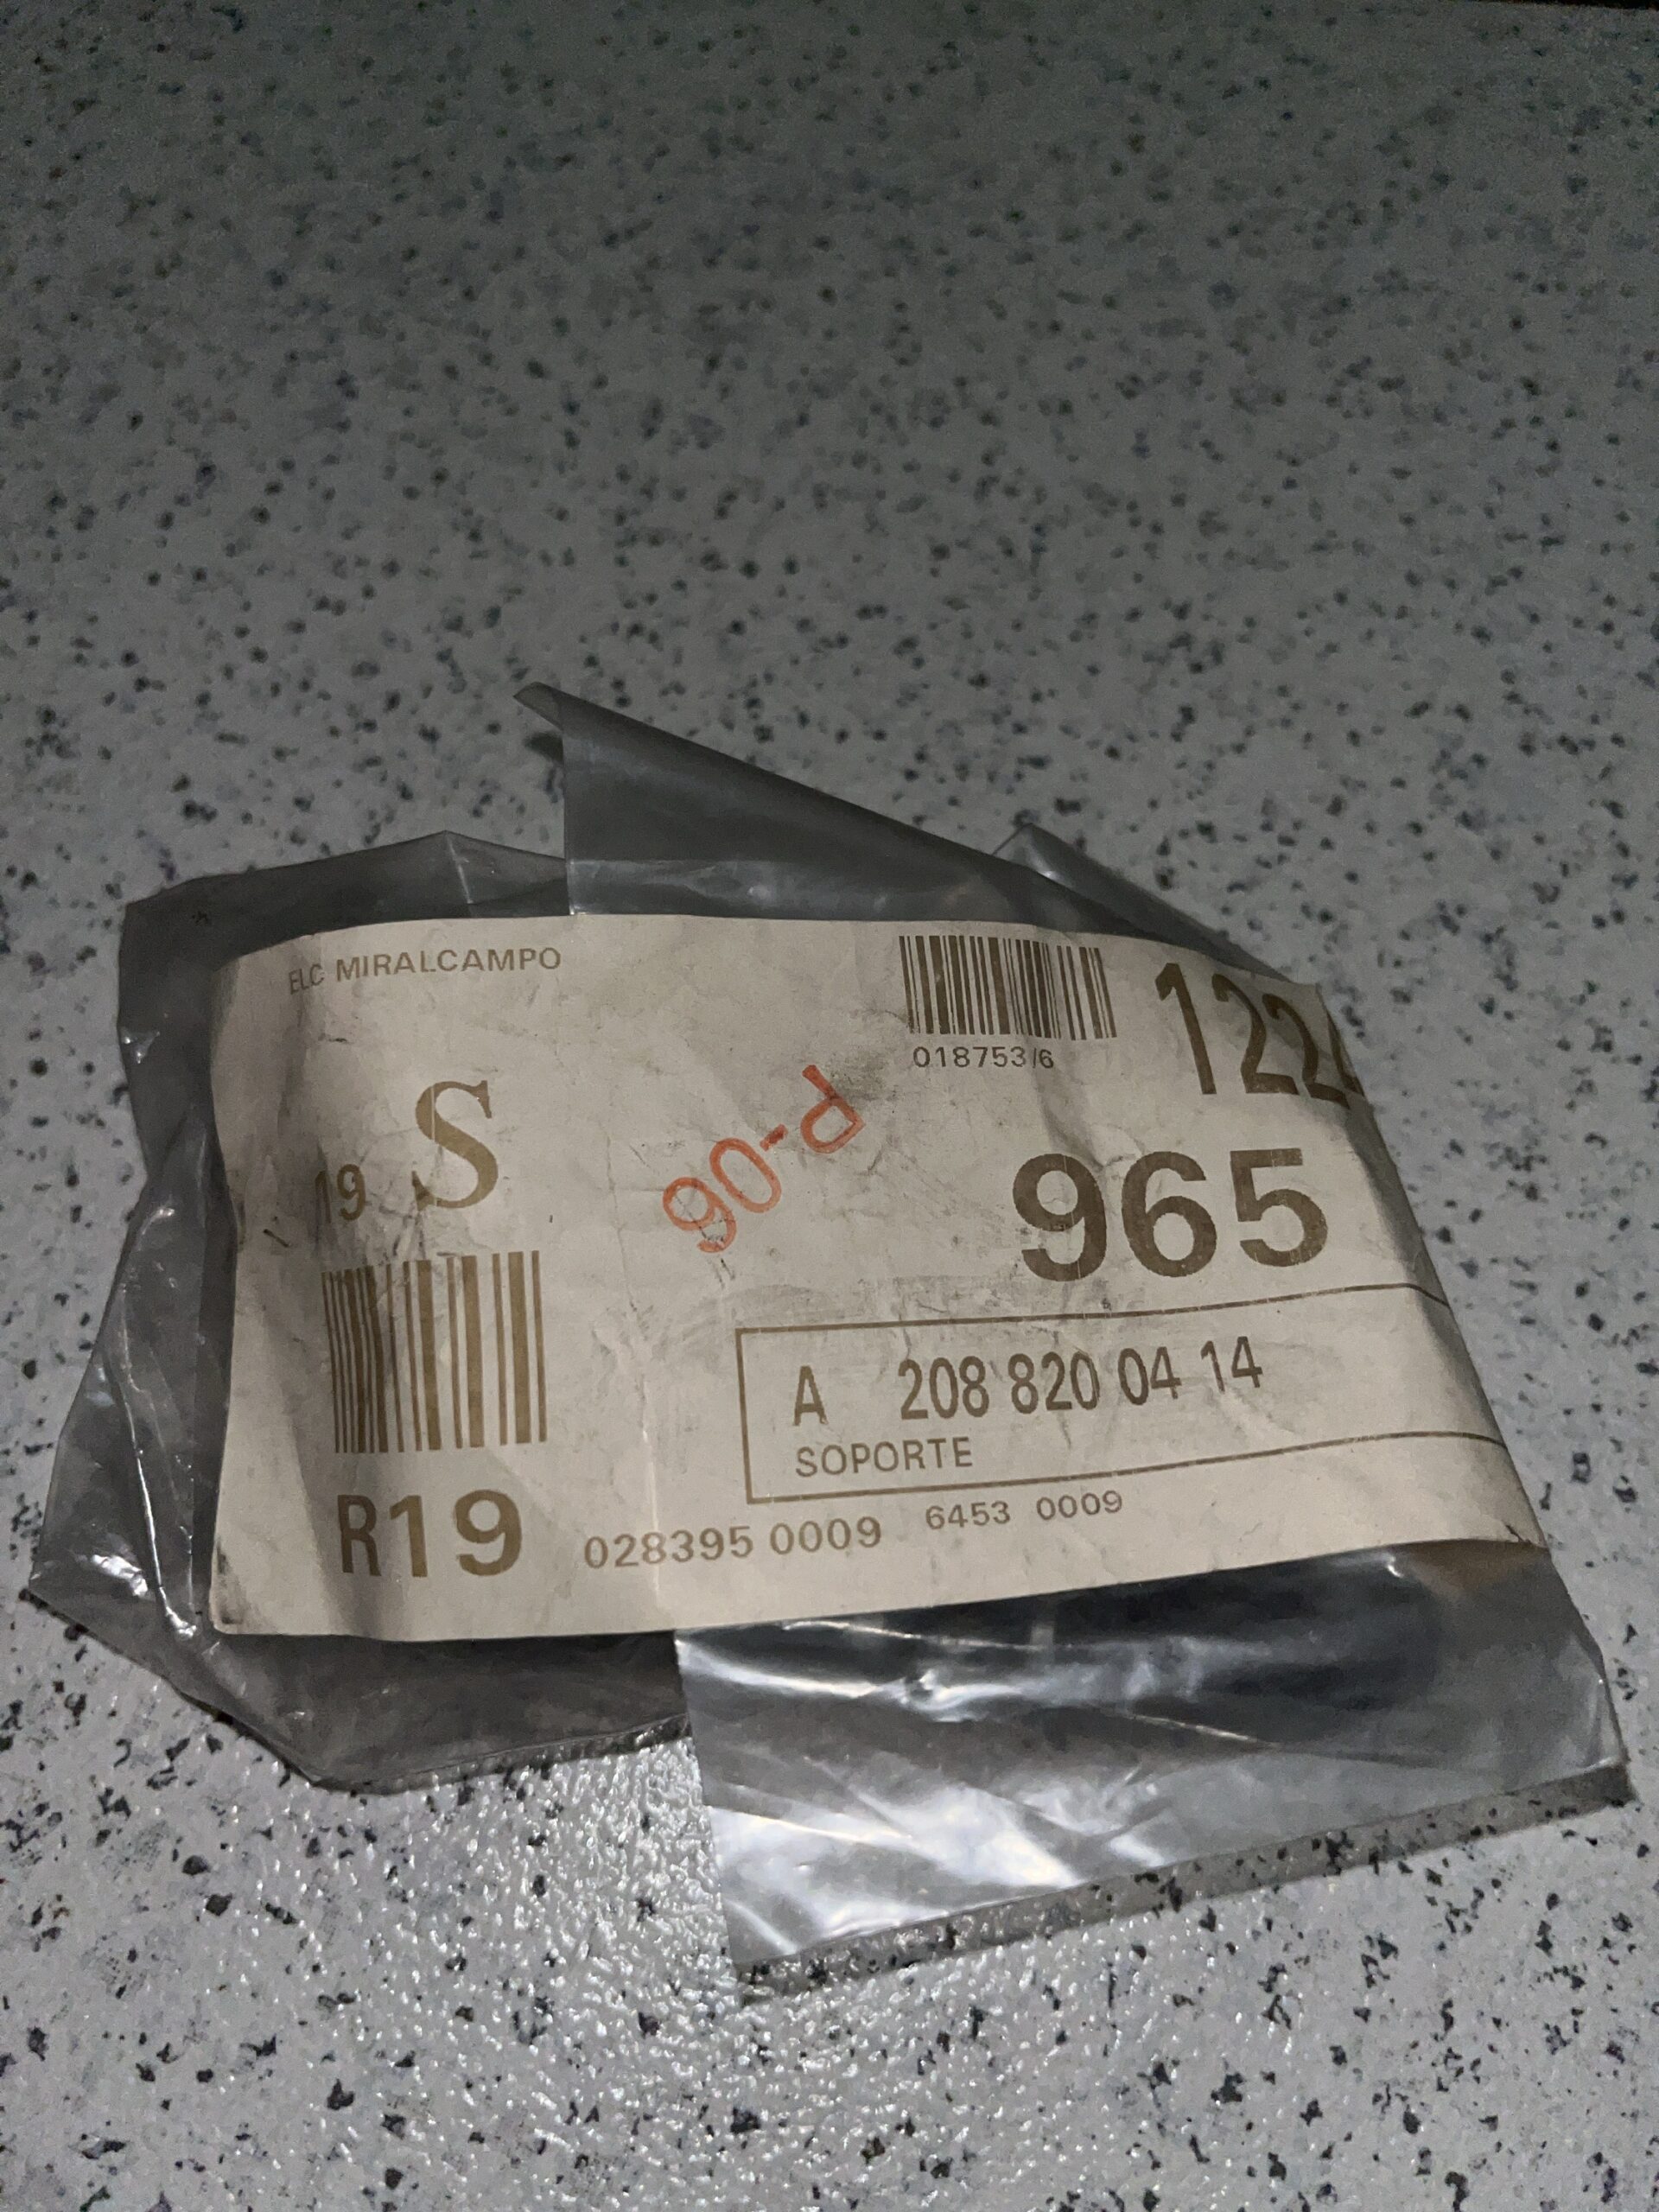 ELC MIRALCAMPO
018753/6
122
19 S
P-06
965
A 208 820 04 14
SOPORTE
R19
028395 0009 6453 0009